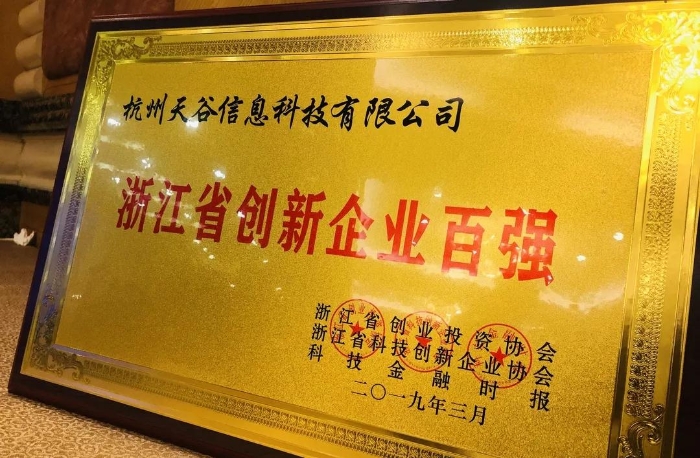 杭州天谷信息科技有限公司
浙江省创新企业百强
浙江省创业投资协会
浙江省科技创新企业协会
科技金融时报
二〇一九年三月